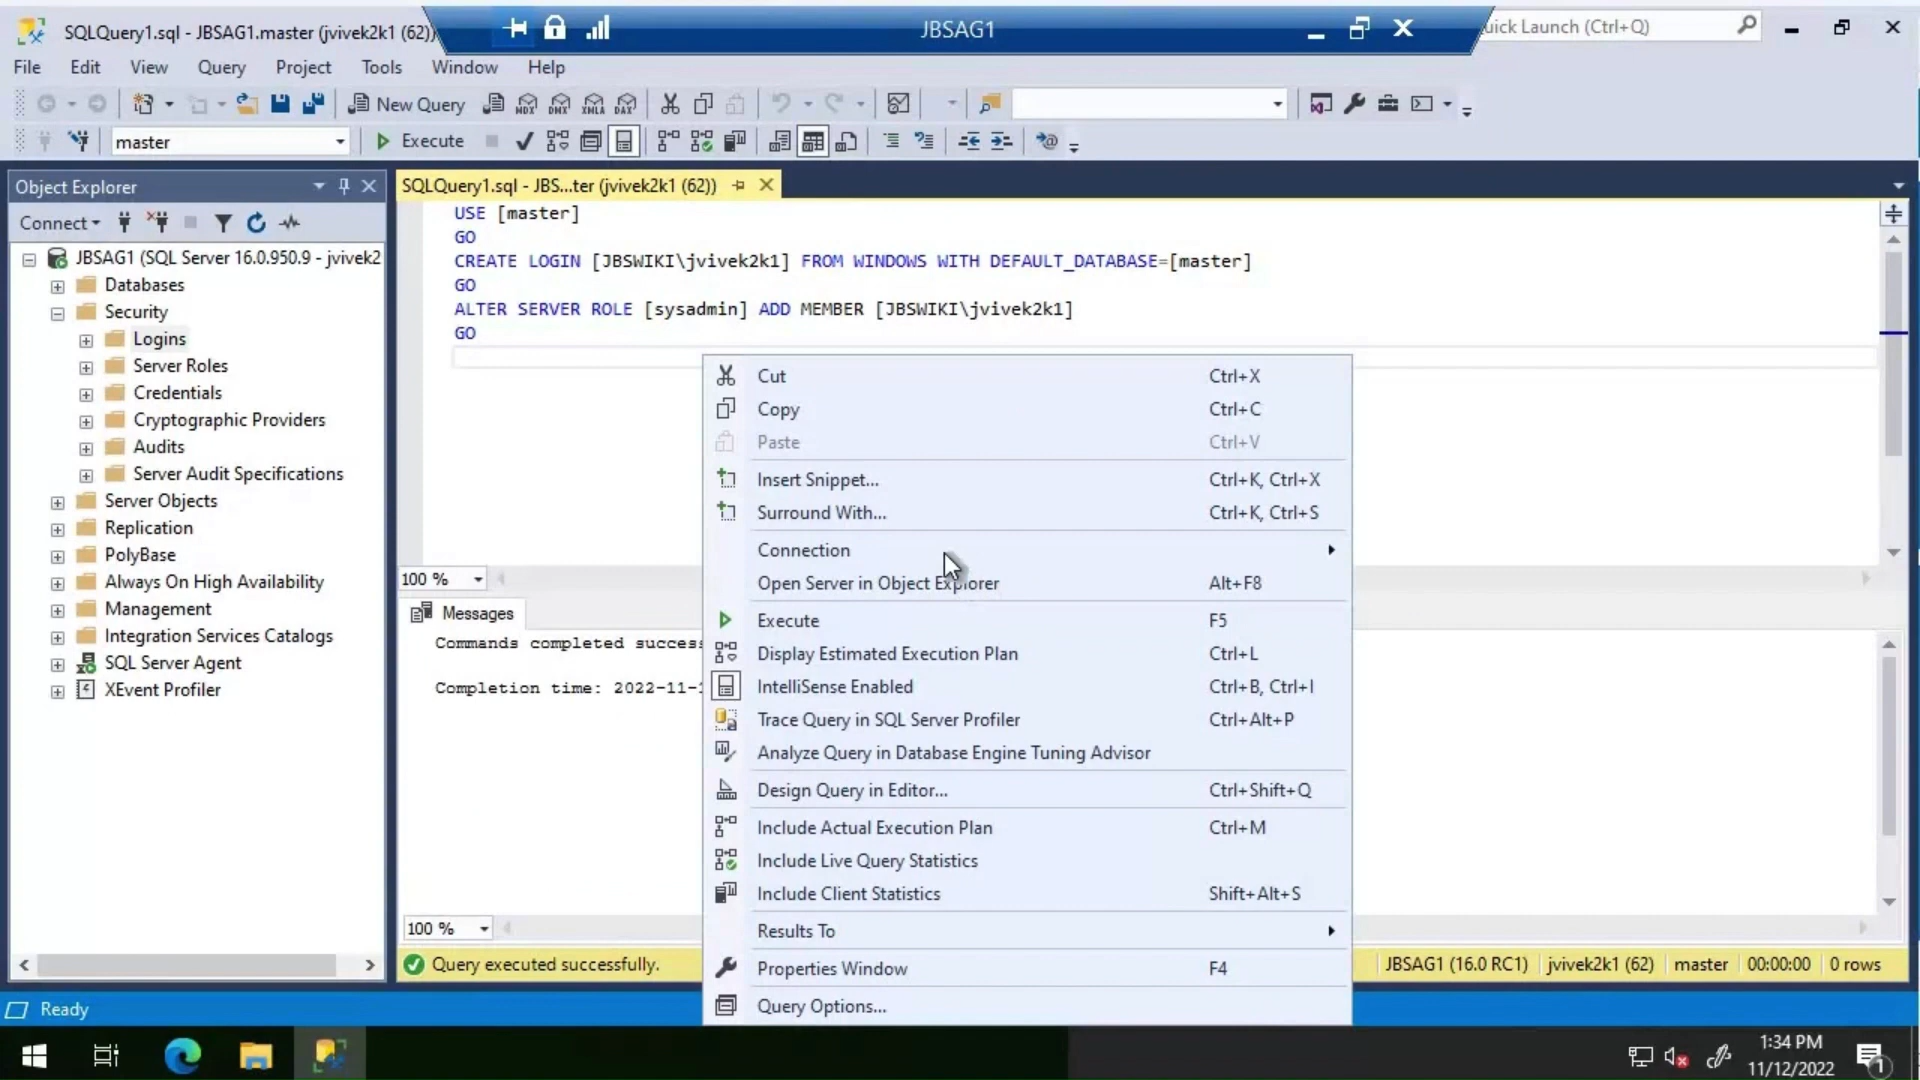 SQLQuery1.sql - JBSAG1.master (jvivek2k1 (62))
JBSAG1
uick Launch (Ctrl+Q)
File Edit View Query Project Tools Window Help
New Query
MDX DMX XMLA DAX
master
Execute
Object Explorer
SQLQuery1.sql - JBS...ter (jvivek2k1 (62))
Connect
JBSAG1 (SQL Server 16.0.950.9 - jvivek2
Databases
Security
Logins
Server Roles
Credentials
Cryptographic Providers
Audits
Server Audit Specifications
Server Objects
Replication
PolyBase
Always On High Availability
Management
Integration Services Catalogs
SQL Server Agent
XEvent Profiler
USE [master]
GO
CREATE LOGIN [JBSWIKI\jvivek2k1] FROM WINDOWS WITH DEFAULT_DATABASE=[master]
GO
ALTER SERVER ROLE [sysadmin] ADD MEMBER [JBSWIKI\jvivek2k1]
GO
Cut Ctrl+X
Copy Ctrl+C
Paste Ctrl+V
Insert Snippet... Ctrl+K, Ctrl+X
Surround With... Ctrl+K, Ctrl+S
Connection
Open Server in Object Explorer Alt+F8
Execute F5
Display Estimated Execution Plan Ctrl+L
IntelliSense Enabled Ctrl+B, Ctrl+I
Trace Query in SQL Server Profiler Ctrl+Alt+P
Analyze Query in Database Engine Tuning Advisor
Design Query in Editor... Ctrl+Shift+Q
Include Actual Execution Plan Ctrl+M
Include Live Query Statistics
Include Client Statistics Shift+Alt+S
Results To
Properties Window F4
Query Options...
100 %
Messages
Commands completed succes
Completion time: 2022-11-1
100 %
Query executed successfully.
JBSAG1 (16.0 RC1) jvivek2k1 (62) master 00:00:00 0 rows
Ready
1:34 PM
11/12/2022
1